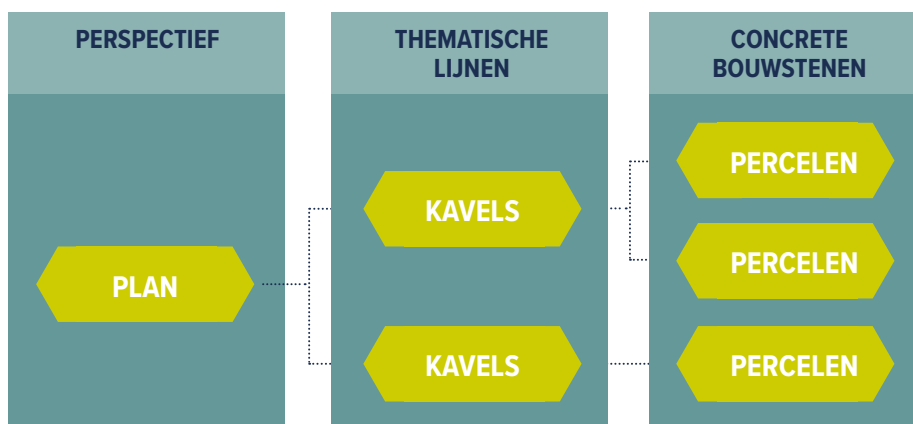 PERSPECTIEF
PLAN
THEMATISCHE
LIJNEN
KAVELS
KAVELS
CONCRETE
BOUWSTENEN
PERCELEN
PERCELEN
PERCELEN